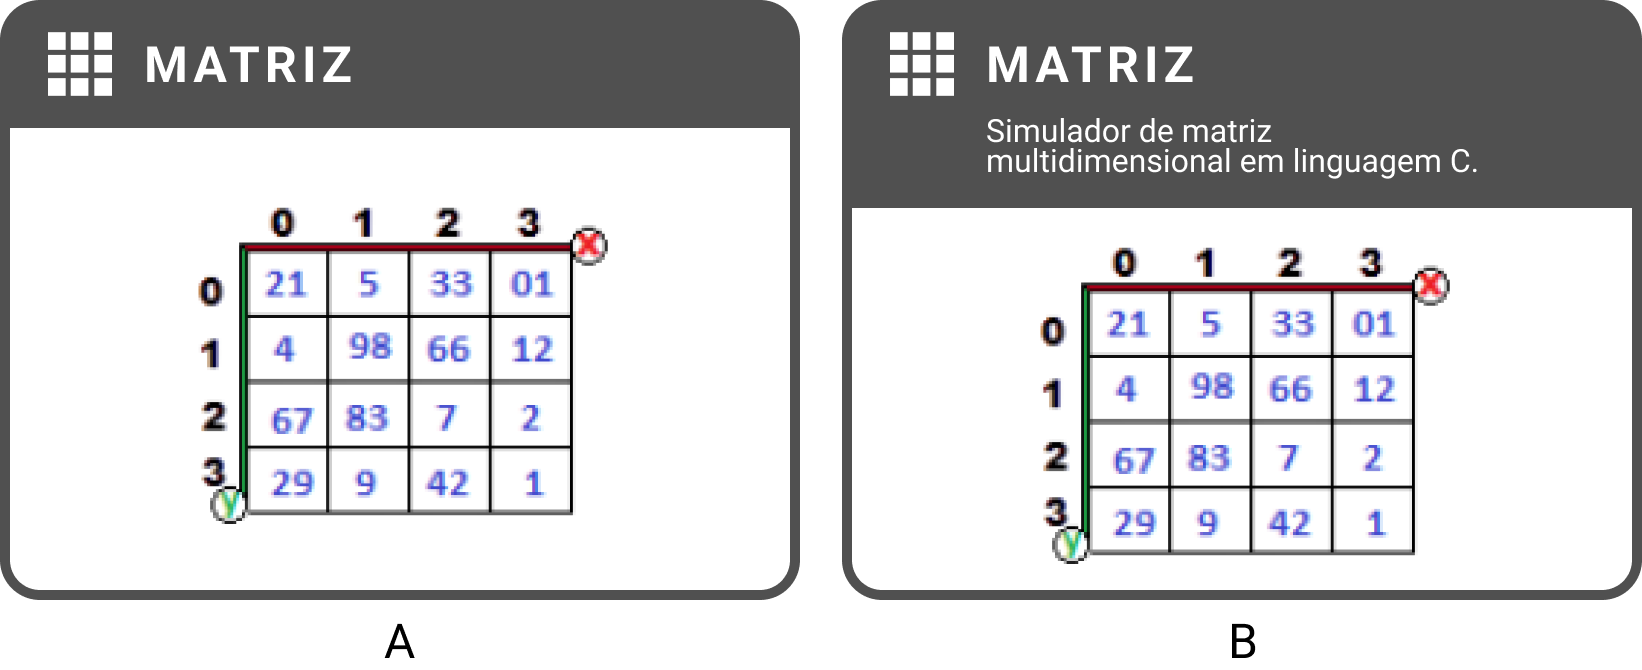 MATRIZ
0 1 2 3 X
0 21 5 33 01
1 4 98 66 12
2 67 83 7 2
3 29 9 42 1
y
A
MATRIZ
Simulador de matriz
multidimensional em linguagem C.
0 1 2 3 X
0 21 5 33 01
1 4 98 66 12
2 67 83 7 2
3 29 9 42 1
y
B